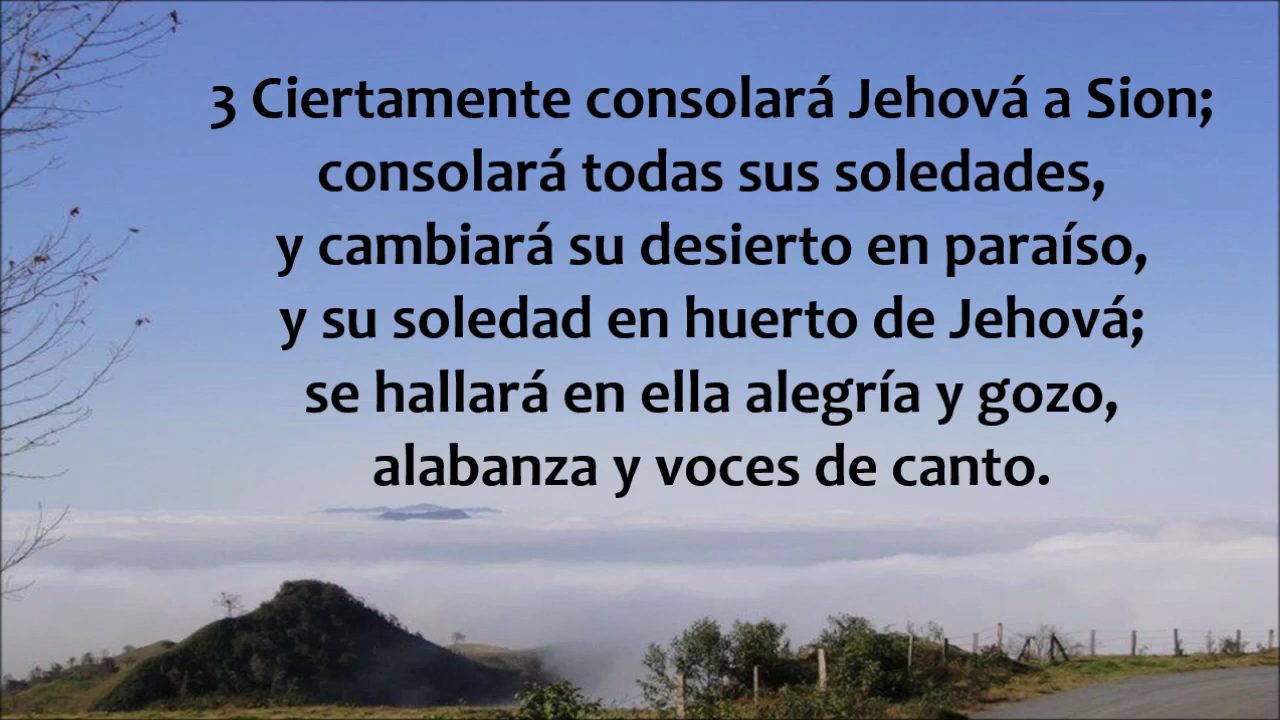 3 Ciertamente consolará Jehová a Sion;
consolará todas sus soledades,
y cambiará su desierto en paraíso,
y su soledad en huerto de Jehová;
se hallará en ella alegría y gozo,
alabanza y voces de canto.